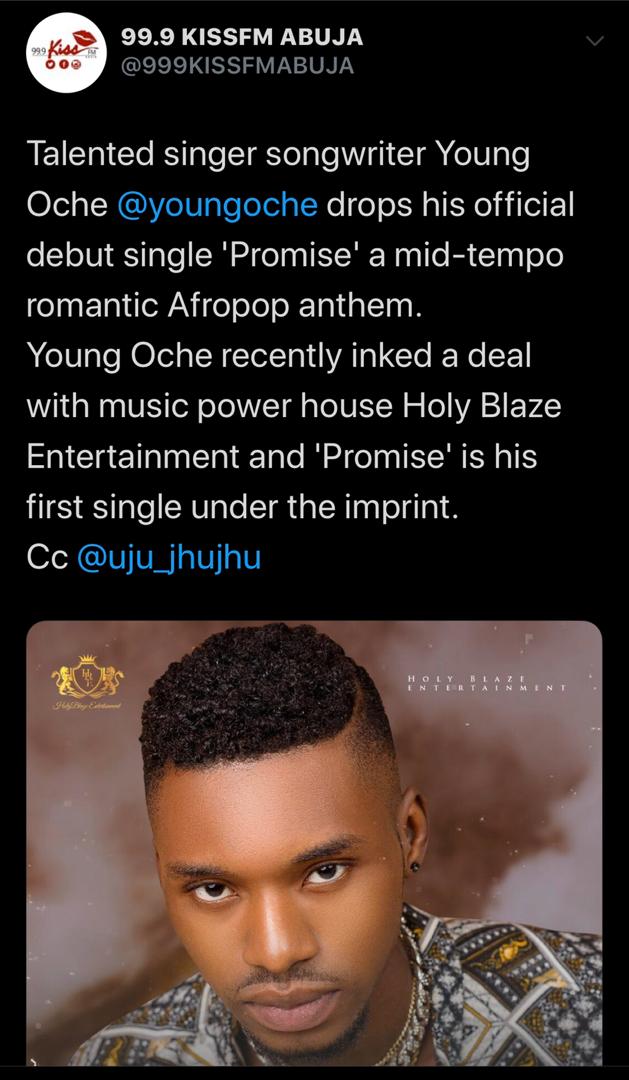 99.9 KISSFM ABUJA
@999KISSFMABUJA
99.9 Kiss FM
Talented singer songwriter Young
Oche @youngoche drops his official
debut single 'Promise' a mid-tempo
romantic Afropop anthem.
Young Oche recently inked a deal
with music power house Holy Blaze
Entertainment and 'Promise' is his
first single under the imprint.
Cc @uju_jhujhu
Holy Blaze Entertainment
HOLY BLAZE
ENTERTAINMENT